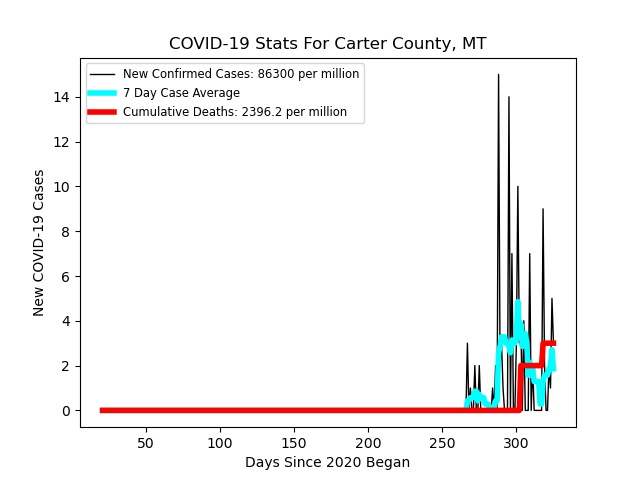 COVID-19 Stats For Carter County, MT
New Confirmed Cases: 86300 per million
7 Day Case Average
Cumulative Deaths: 2396.2 per million
New COVID-19 Cases
14
12
10
8
6
4
2
0
50 100 150 200 250 300
Days Since 2020 Began